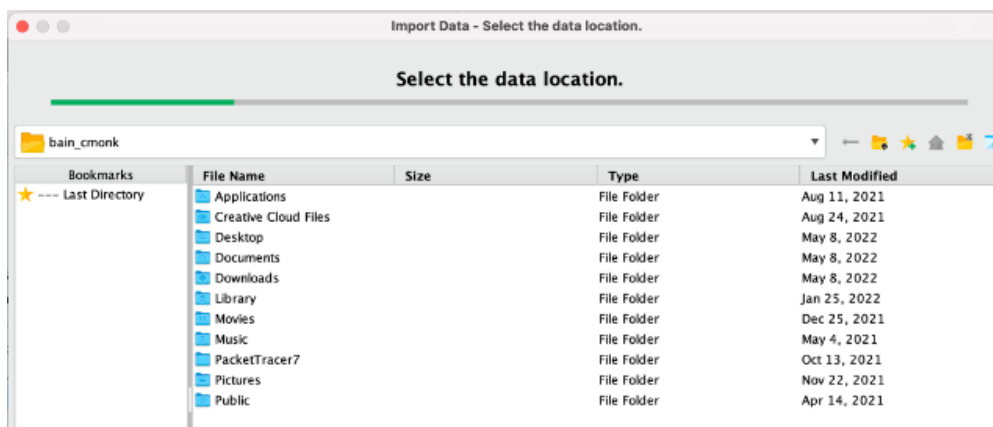 Import Data - Select the data location.
Select the data location.
bain_cmonk
Bookmarks File Name Size Type Last Modified
--- Last Directory Applications File Folder Aug 11, 2021
Creative Cloud Files File Folder Aug 24, 2021
Desktop File Folder May 8, 2022
Documents File Folder May 8, 2022
Downloads File Folder May 8, 2022
Library File Folder Jan 25, 2022
Movies File Folder Dec 25, 2021
Music File Folder May 4, 2021
PacketTracer7 File Folder Oct 13, 2021
Pictures File Folder Nov 22, 2021
Public File Folder Apr 14, 2021